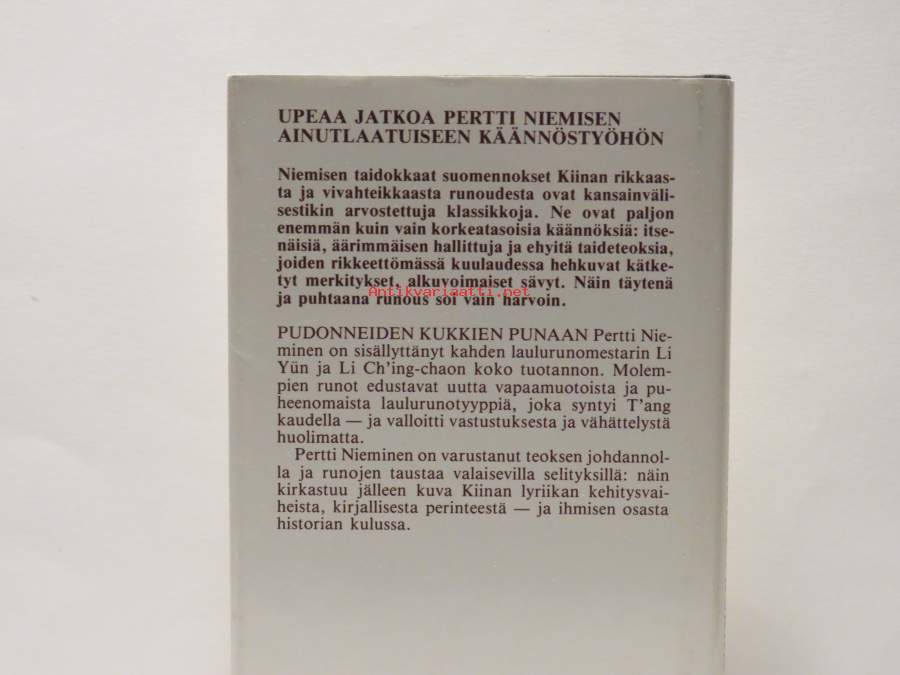 UPEAA JATKOA PERTTI NIEMISEN
AINUTLAATUISEEN KÄÄNNÖSTYÖHÖN
Niemisen taidokkaat suomennokset Kiinan rikkaas-
ta ja vivahteikkaasta runoudesta ovat kansainväli-
sestikin arvostettuja klassikkoja. Ne ovat paljon
enemmän kuin vain korkeatasoisia käännöksiä: itse-
näisiä, äärimmäisen hallittuja ja ehyitä taideteoksia,
joiden rikkeettömässä kuulaudessa hehkuvat kätke-
tyt merkitykset, alkuvoimaiset sävyt. Näin täytenä
Antikvariaatti.net
ja puhtaana runous soi vain harvoin.
PUDONNEIDEN KUKKIEN PUNAAN Pertti Nie-
minen on sisällyttänyt kahden laulurunomestarin Li
Yün ja Li Ch'ing-chaon koko tuotannon. Molem-
pien runot edustavat uutta vapaamuotoista ja pu-
heenomaista laulurunotyyppiä, joka syntyi T'ang
kaudella — ja valloitti vastustuksesta ja vähättelystä
huolimatta.
Pertti Nieminen on varustanut teoksen johdannol-
la ja runojen taustaa valaisevilla selityksillä: näin
kirkastuu jälleen kuva Kiinan lyriikan kehitysvai-
heista, kirjallisesta perinteestä — ja ihmisen osasta
historian kulussa.